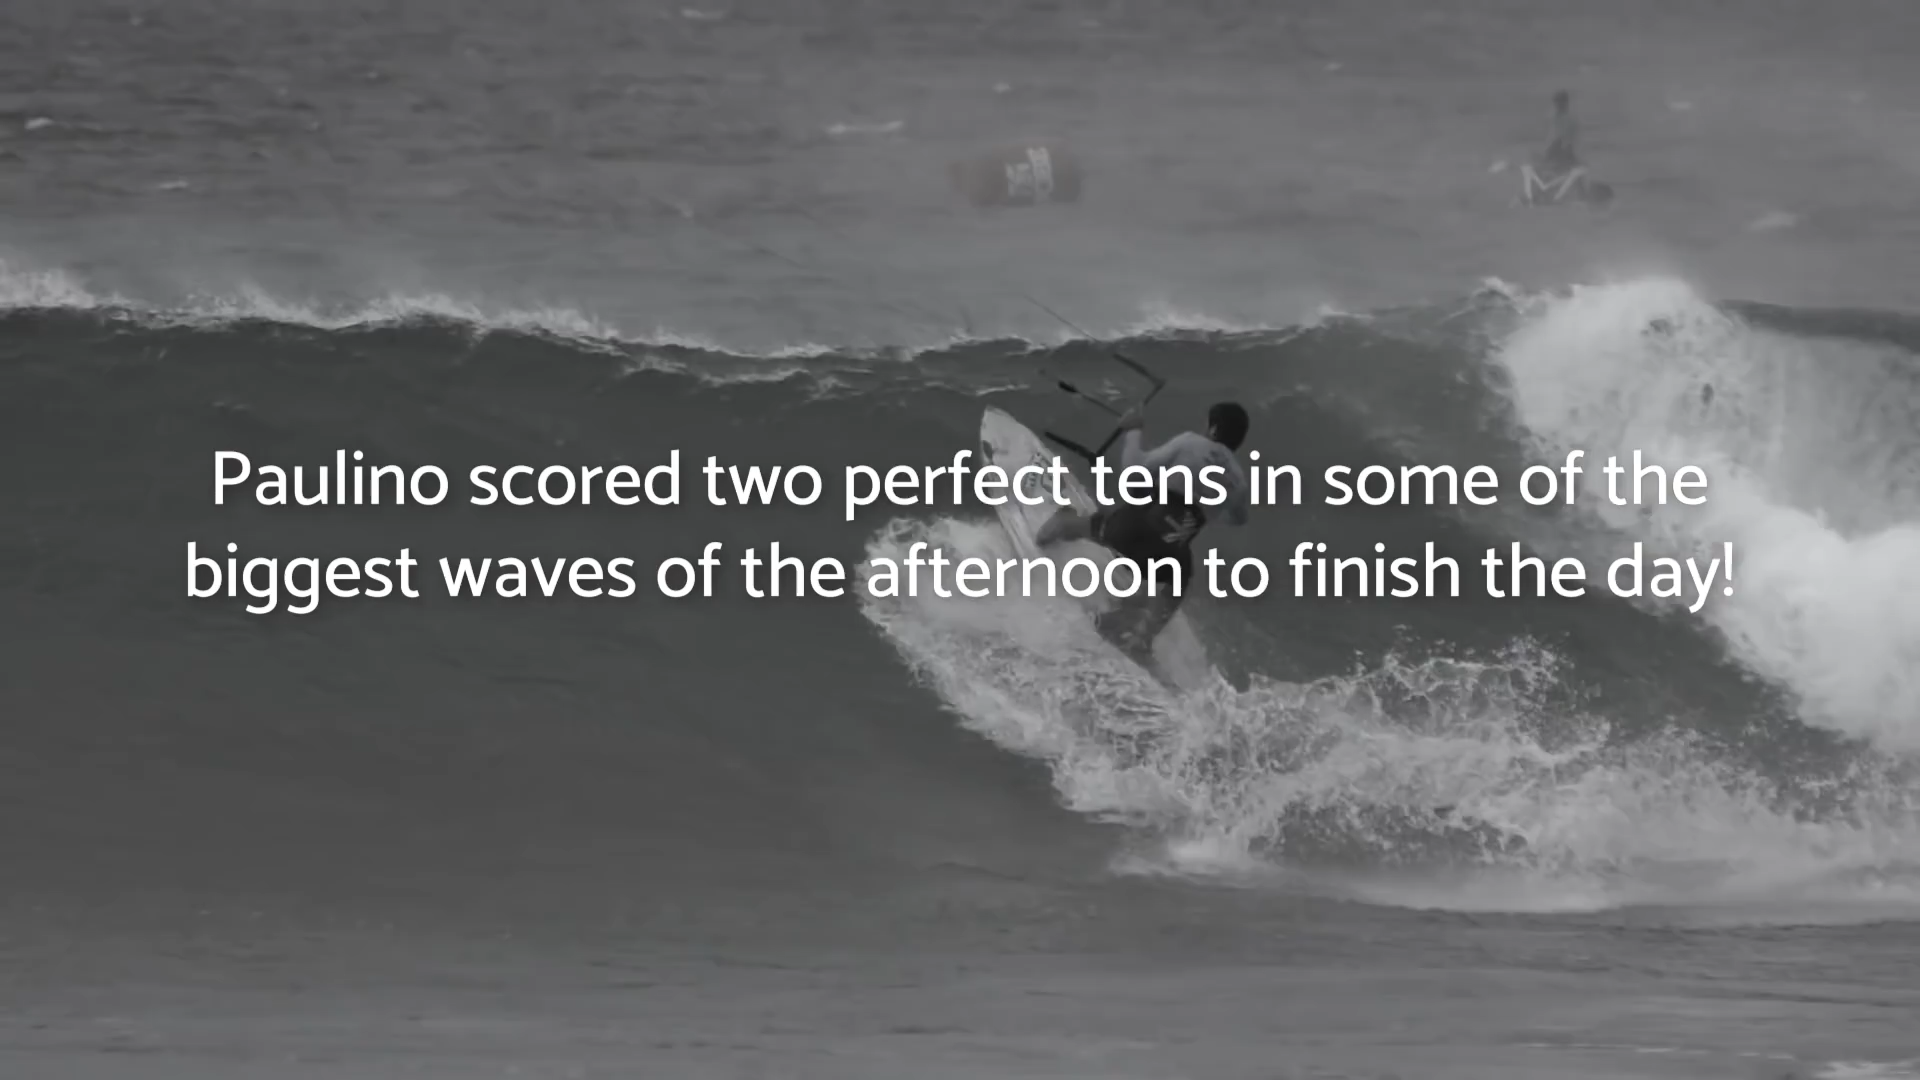 Paulino scored two perfect tens in some of the
biggest waves of the afternoon to finish the day!